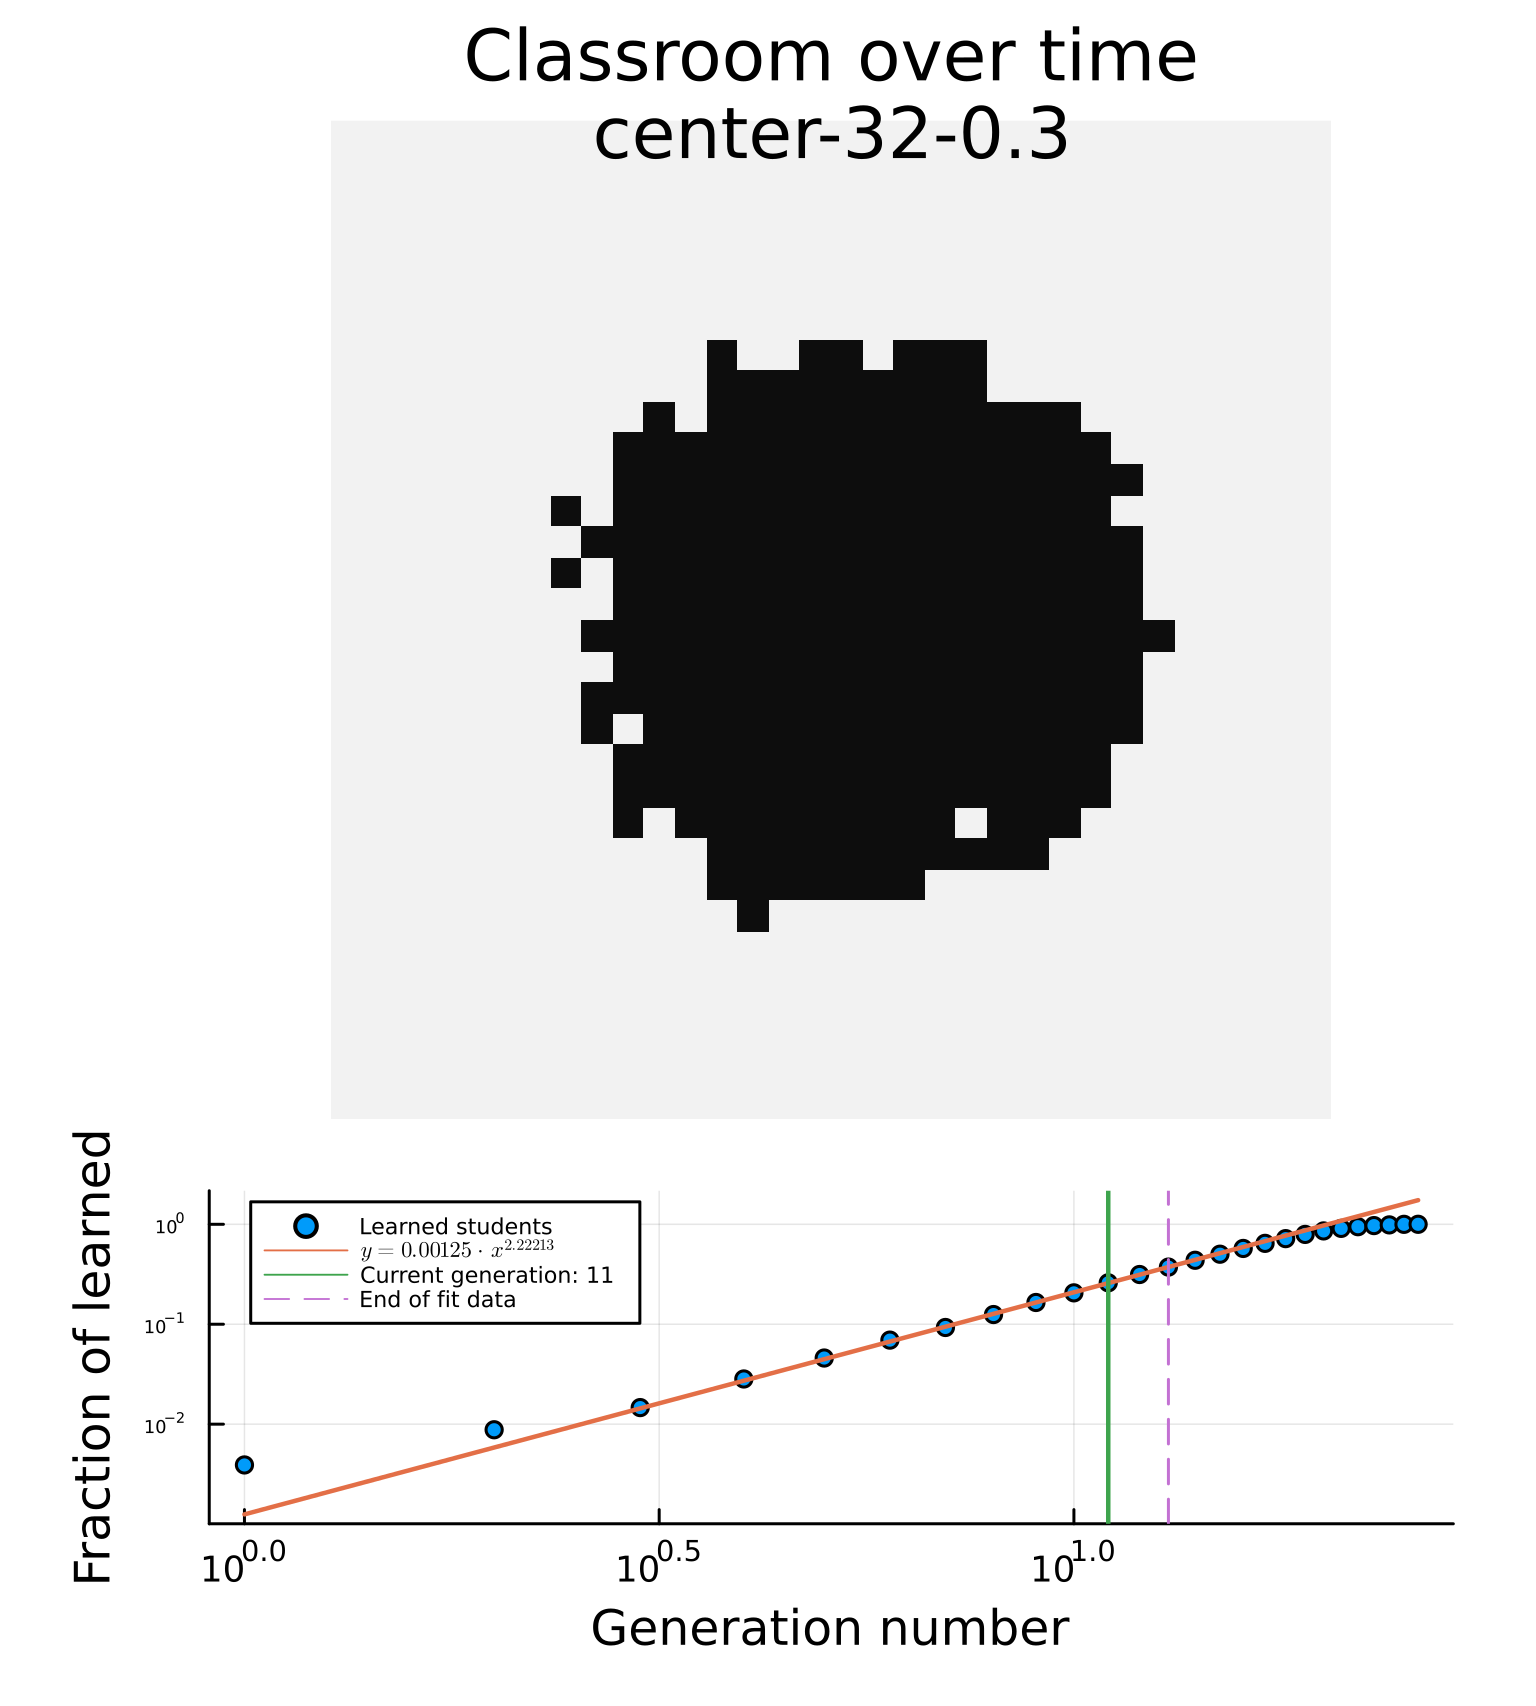 Classroom over time
center-32-0.3
Fraction of learned
10^0
10^-1
10^-2
Learned students
y = 0.00125 · x^2.22213
Current generation: 11
End of fit data
10^0.0 10^0.5 10^1.0
Generation number